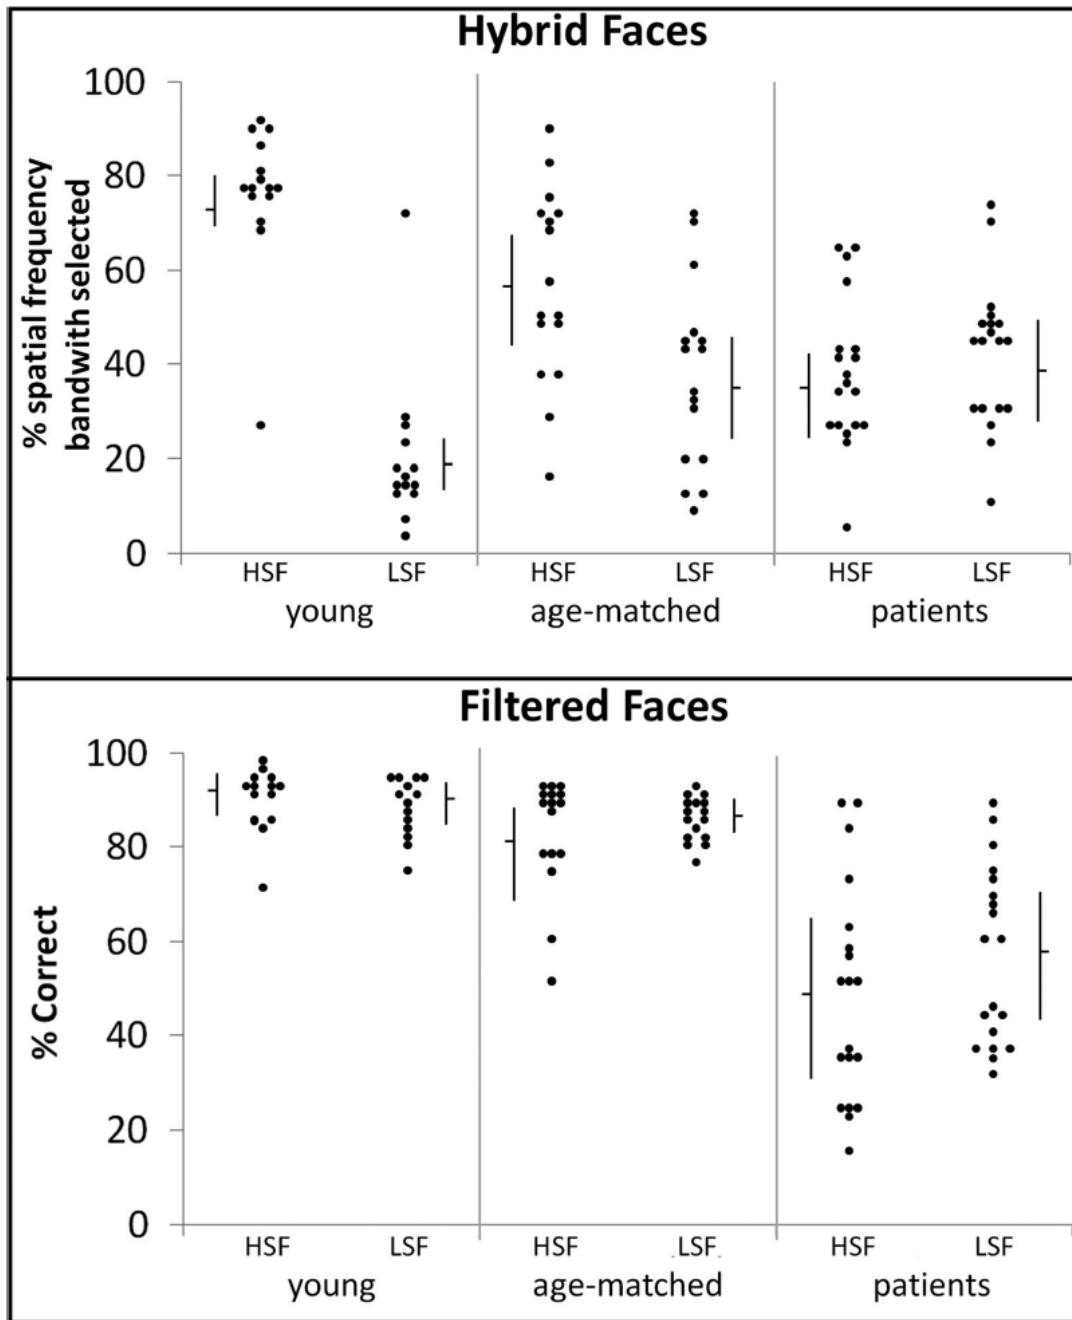 Hybrid Faces
% spatial frequency
bandwith selected
100
80
60
40
20
0
HSF LSF HSF LSF HSF LSF
young age-matched patients
Filtered Faces
% Correct
100
80
60
40
20
0
HSF LSF HSF LSF HSF LSF
young age-matched patients